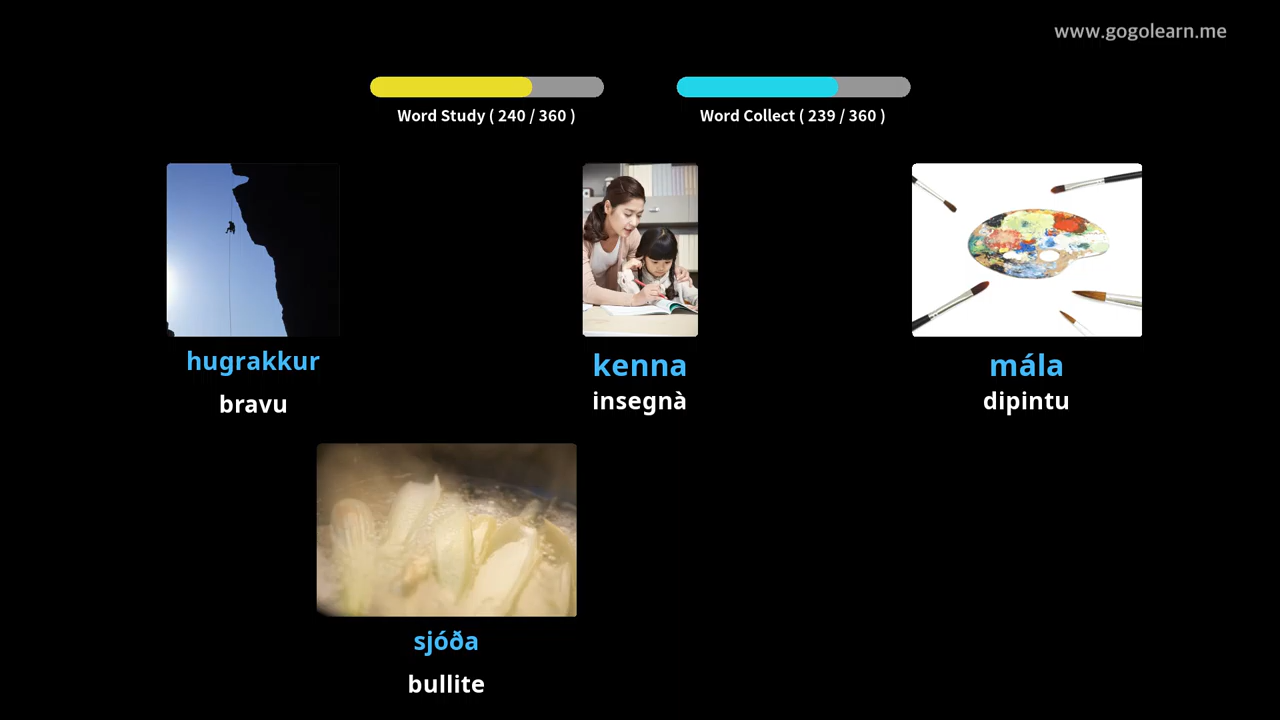 www.gogolearn.me
Word Study ( 240 / 360 )
Word Collect ( 239 / 360 )
hugrakkur
bravu
kenna
insegnà
mála
dipintu
sjóða
bullite